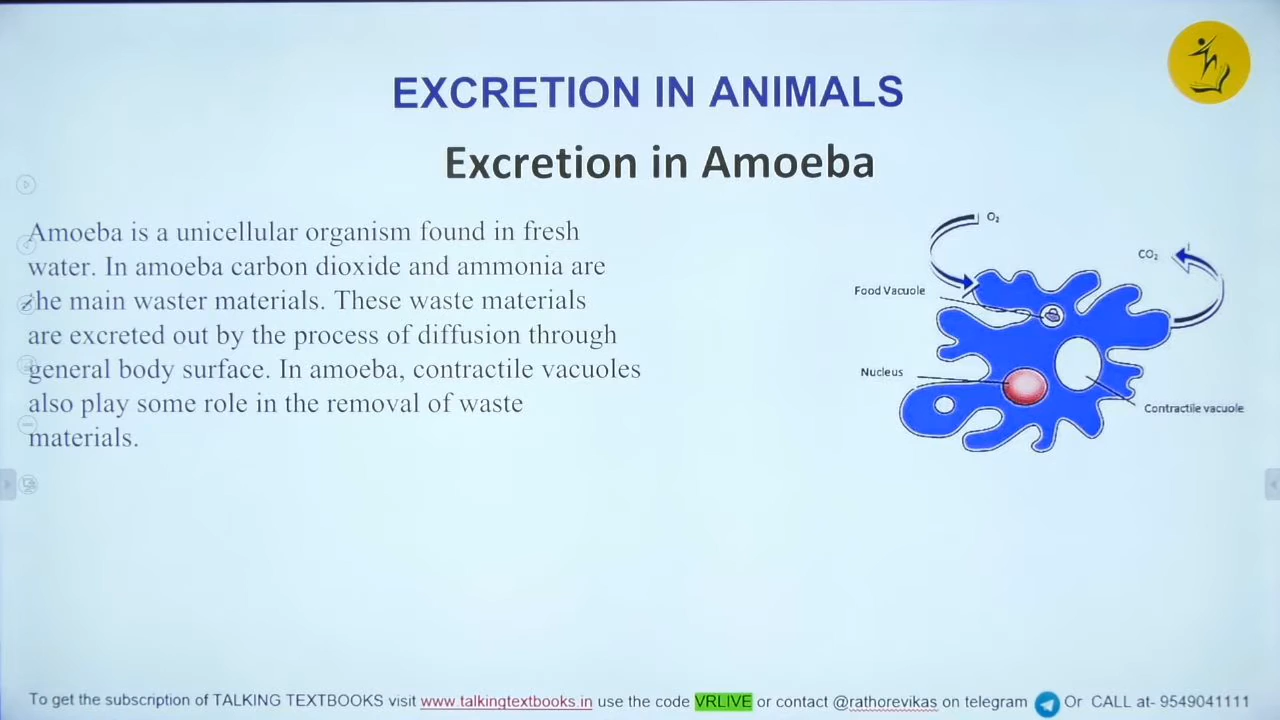 EXCRETION IN ANIMALS
Excretion in Amoeba
Amoeba is a unicellular organism found in fresh
water. In amoeba carbon dioxide and ammonia are
the main waster materials. These waste materials
are excreted out by the process of diffusion through
general body surface. In amoeba, contractile vacuoles
also play some role in the removal of waste
materials.
O₂
CO₂
Food Vacuole
Nucleus
Contractile vacuole
To get the subscription of TALKING TEXTBOOKS visit www.talkingtextbooks.in use the code VRLIVE or contact @rathorevikas on telegram Or CALL at- 9549041111